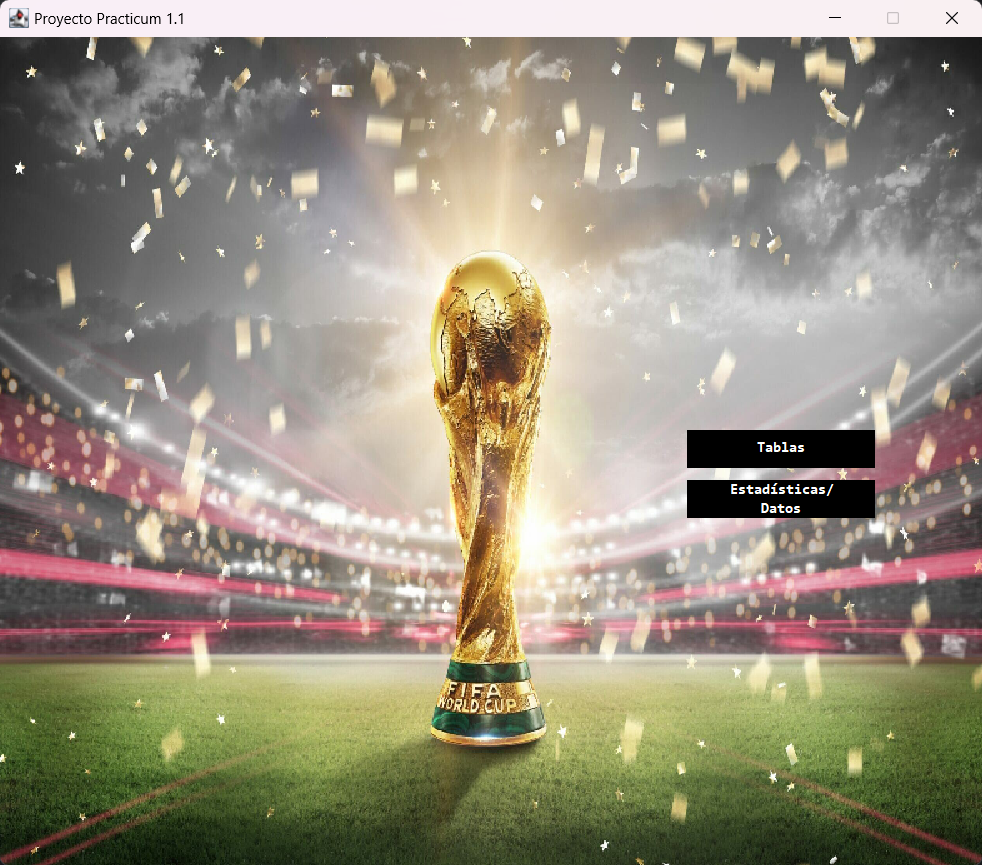 Proyecto Practicum 1.1
Tablas
Estadísticas/
Datos
FIFA
WORLD CUP